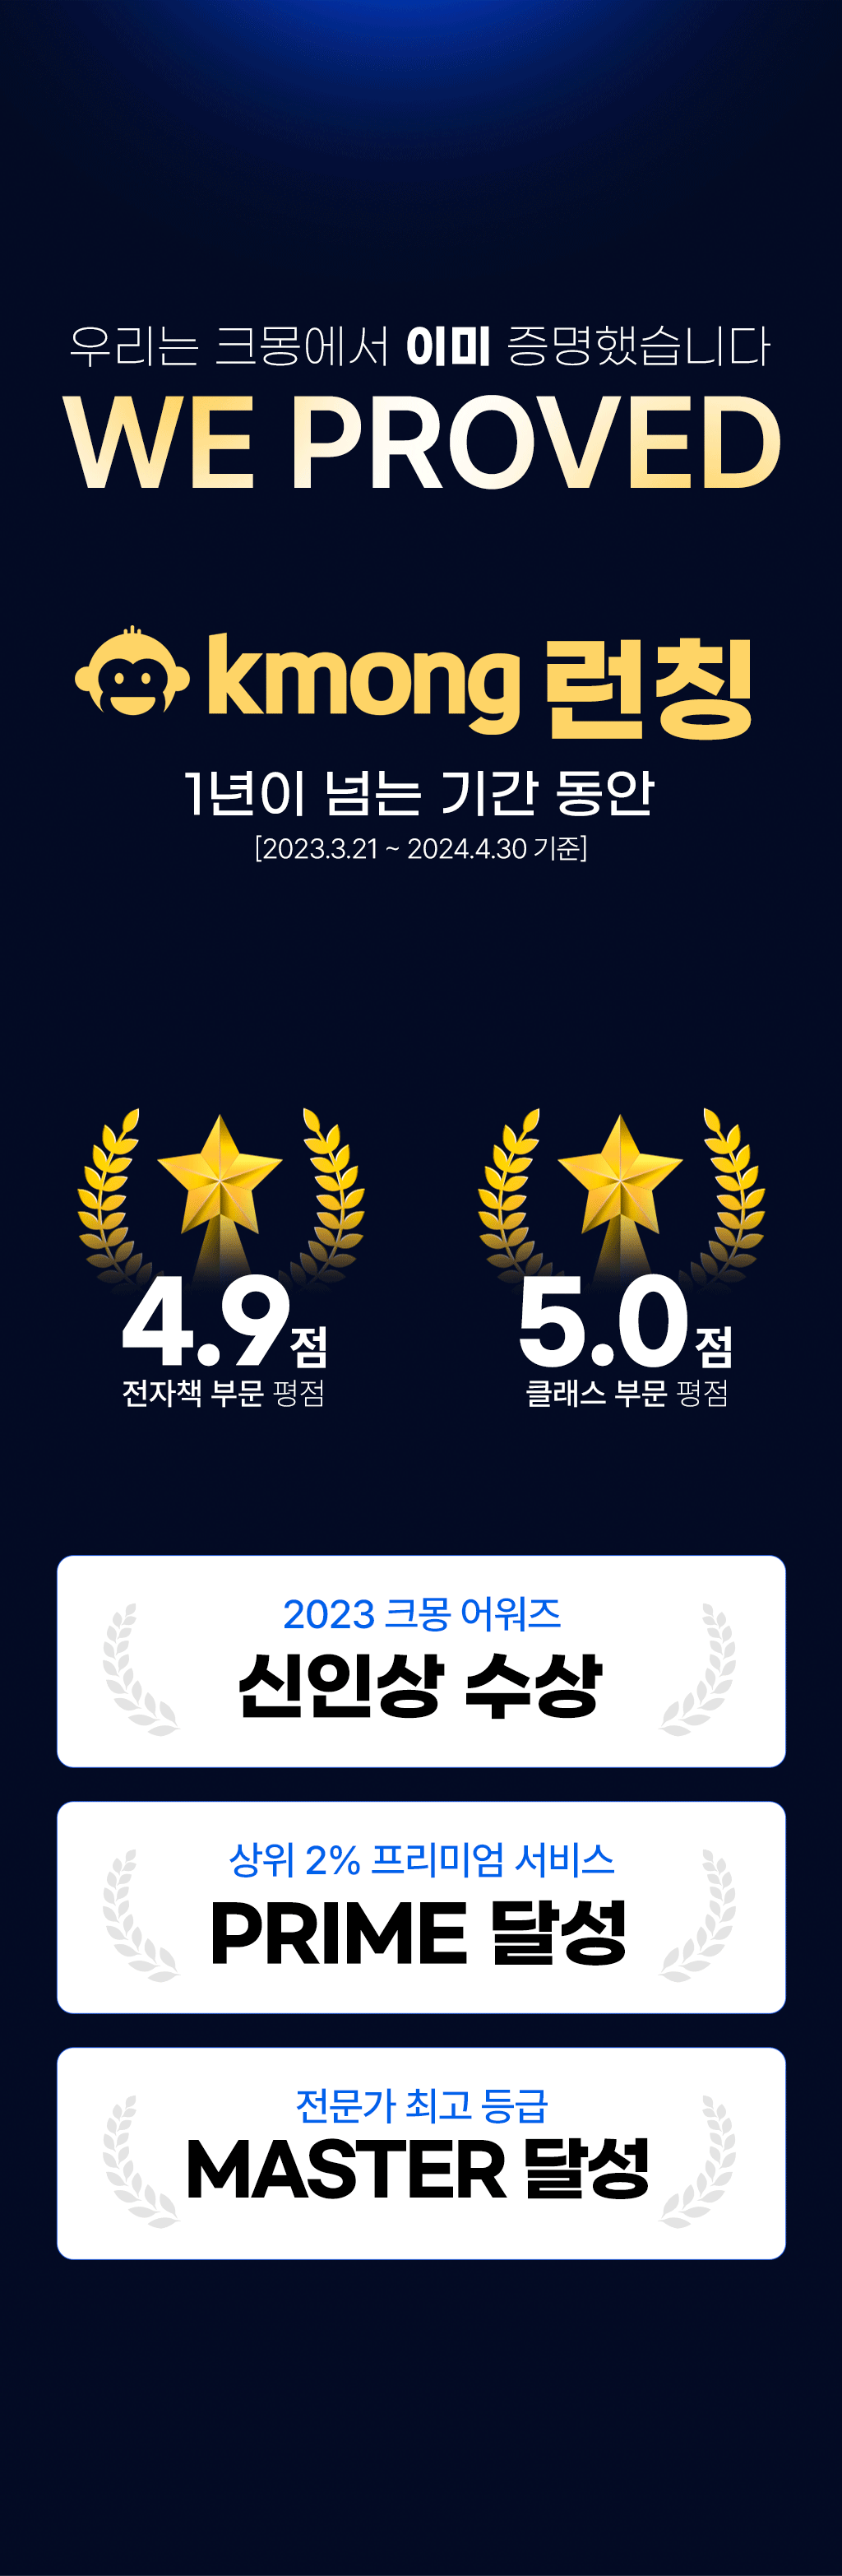 우리는 크몽에서 이미 증명했습니다
WE PROVED
kmong 런칭
1년이 넘는 기간 동안
[2023.3.21 ~ 2024.4.30 기준]
4.9점
전자책 부문 평점
5.0점
클래스 부문 평점
2023 크몽 어워즈
신인상 수상
상위 2% 프리미엄 서비스
PRIME 달성
전문가 최고 등급
MASTER 달성